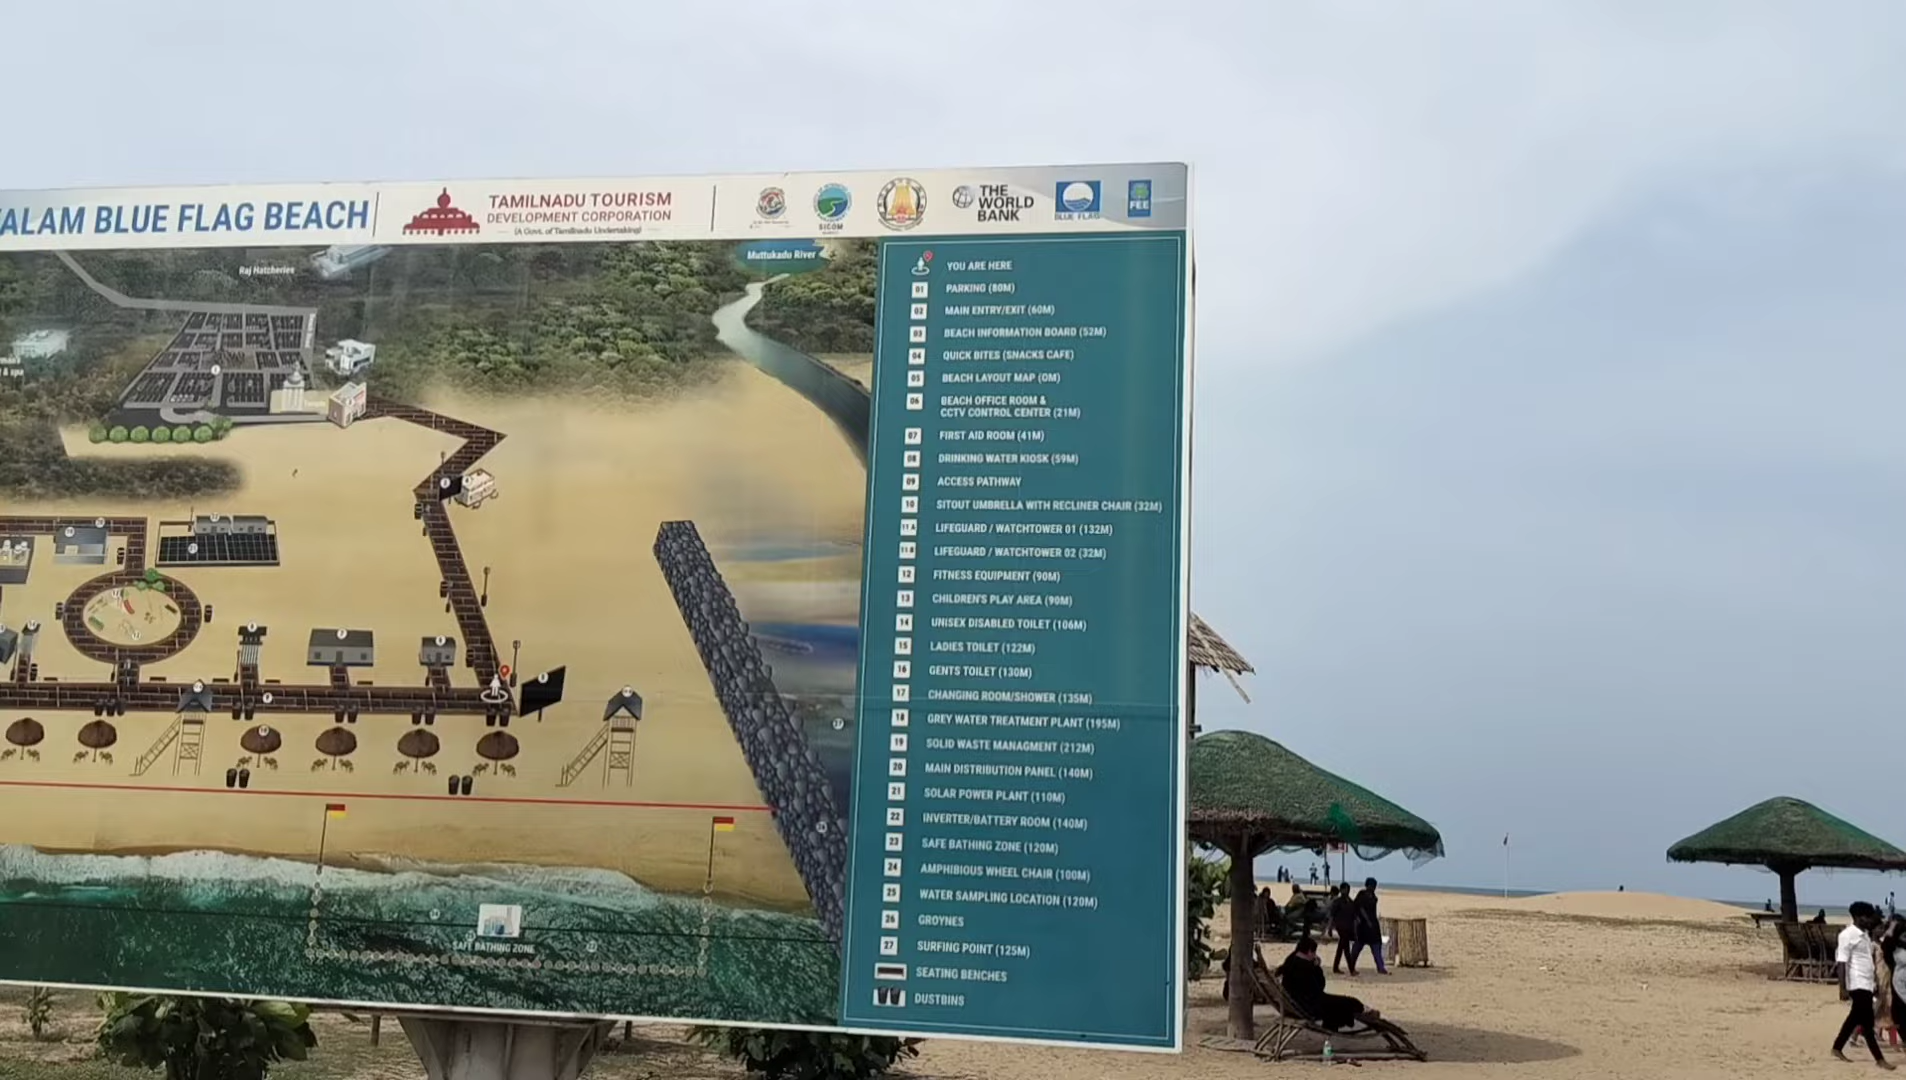 ALAM BLUE FLAG BEACH
TAMILNADU TOURISM
DEVELOPMENT CORPORATION
(A Govt. of Tamilnadu Undertaking)
SICOM
THE
WORLD
BANK
BLUE FLAG
FEE
Raj Hatcheries
Muttukadu River
& spa
SAFE BATHING ZONE
YOU ARE HERE
01 PARKING (80M)
02 MAIN ENTRY/EXIT (60M)
03 BEACH INFORMATION BOARD (52M)
04 QUICK BITES (SNACKS CAFE)
05 BEACH LAYOUT MAP (0M)
06 BEACH OFFICE ROOM &
CCTV CONTROL CENTER (21M)
07 FIRST AID ROOM (41M)
08 DRINKING WATER KIOSK (59M)
09 ACCESS PATHWAY
10 SITOUT UMBRELLA WITH RECLINER CHAIR (32M)
11 A LIFEGUARD / WATCHTOWER 01 (132M)
11 B LIFEGUARD / WATCHTOWER 02 (32M)
12 FITNESS EQUIPMENT (90M)
13 CHILDREN'S PLAY AREA (90M)
14 UNISEX DISABLED TOILET (106M)
15 LADIES TOILET (122M)
16 GENTS TOILET (130M)
17 CHANGING ROOM/SHOWER (135M)
18 GREY WATER TREATMENT PLANT (195M)
19 SOLID WASTE MANAGMENT (212M)
20 MAIN DISTRIBUTION PANEL (140M)
21 SOLAR POWER PLANT (110M)
22 INVERTER/BATTERY ROOM (140M)
23 SAFE BATHING ZONE (120M)
24 AMPHIBIOUS WHEEL CHAIR (100M)
25 WATER SAMPLING LOCATION (120M)
26 GROYNES
27 SURFING POINT (125M)
SEATING BENCHES
DUSTBINS